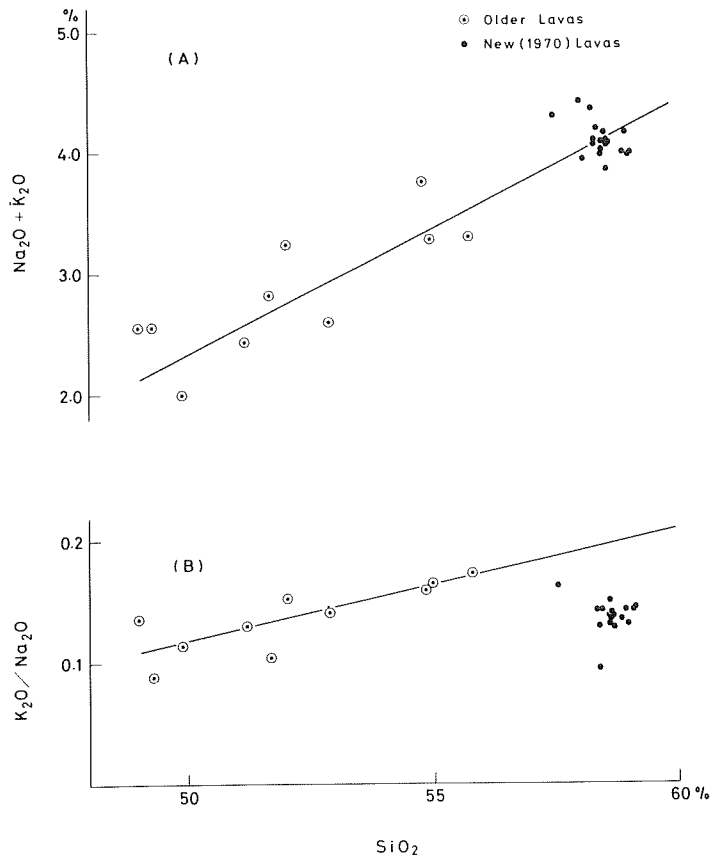 %
5.0
Older Lavas
New (1970) Lavas
(A)
4.0
Na₂O + K₂O
3.0
2.0
0.2
(B)
K₂O / Na₂O
0.1
50
55
60 %
SiO₂